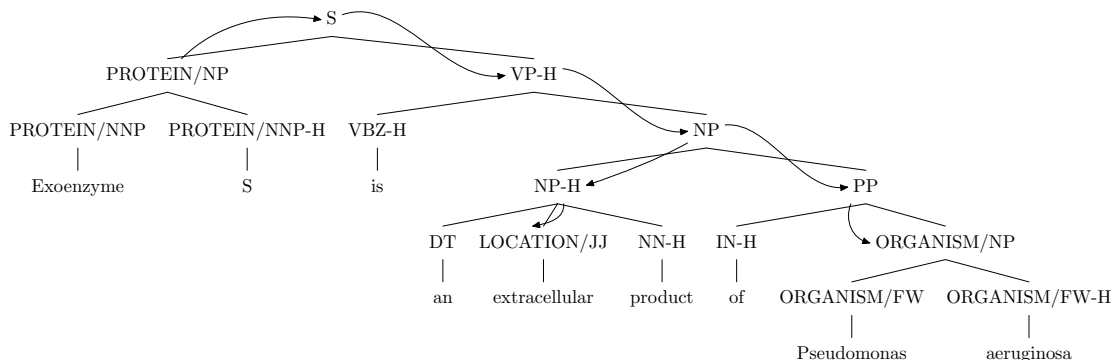 S
PROTEIN/NP VP-H
PROTEIN/NNP PROTEIN/NNP-H VBZ-H NP
Exoenzyme S is NP-H PP
DT LOCATION/JJ NN-H IN-H ORGANISM/NP
an extracellular product of ORGANISM/FW ORGANISM/FW-H
Pseudomonas aeruginosa